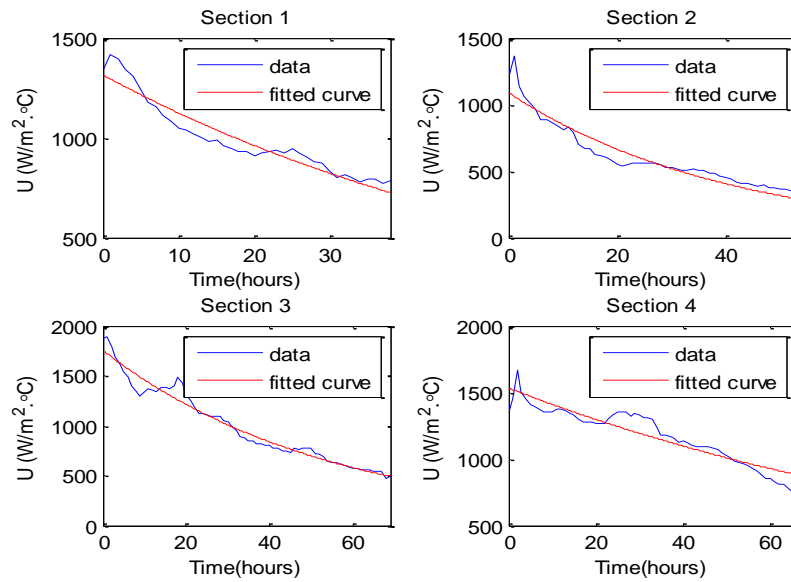 Section 1
1500
1000
500
U (W/m².°C)
data
fitted curve
0
10
20
30
Time(hours)
Section 2
1500
1000
500
0
U (W/m².°C)
data
fitted curve
0
20
40
Time(hours)
Section 3
2000
1500
1000
500
0
U (W/m².°C)
data
fitted curve
0
20
40
60
Time(hours)
Section 4
2000
1500
1000
500
U (W/m².°C)
data
fitted curve
0
20
40
60
Time(hours)